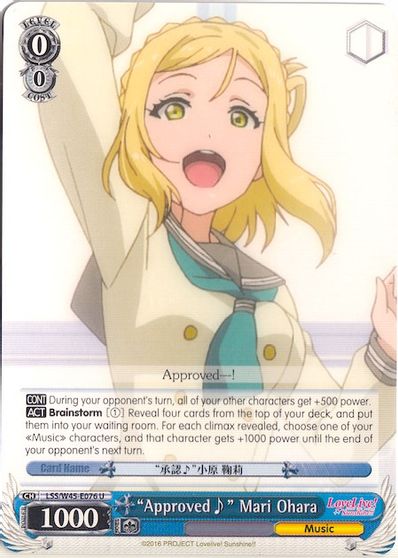 LEVEL
0
0
COST
Approved—!
CONT During your opponent's turn, all of your other characters get +500 power.
ACT Brainstorm [①] Reveal four cards from the top of your deck, and put
them into your waiting room. For each climax revealed, choose one of your
«Music» characters, and that character gets +1000 power until the end of
your opponent's next turn.
Card Name
“承認♪”小原 鞠莉
CH LSS/W45-E076 U
“Approved♪” Mari Ohara
POWER
1000
LoveLive!
Sunshine!!
Music
©2016 PROJECT Lovelive! Sunshine!!